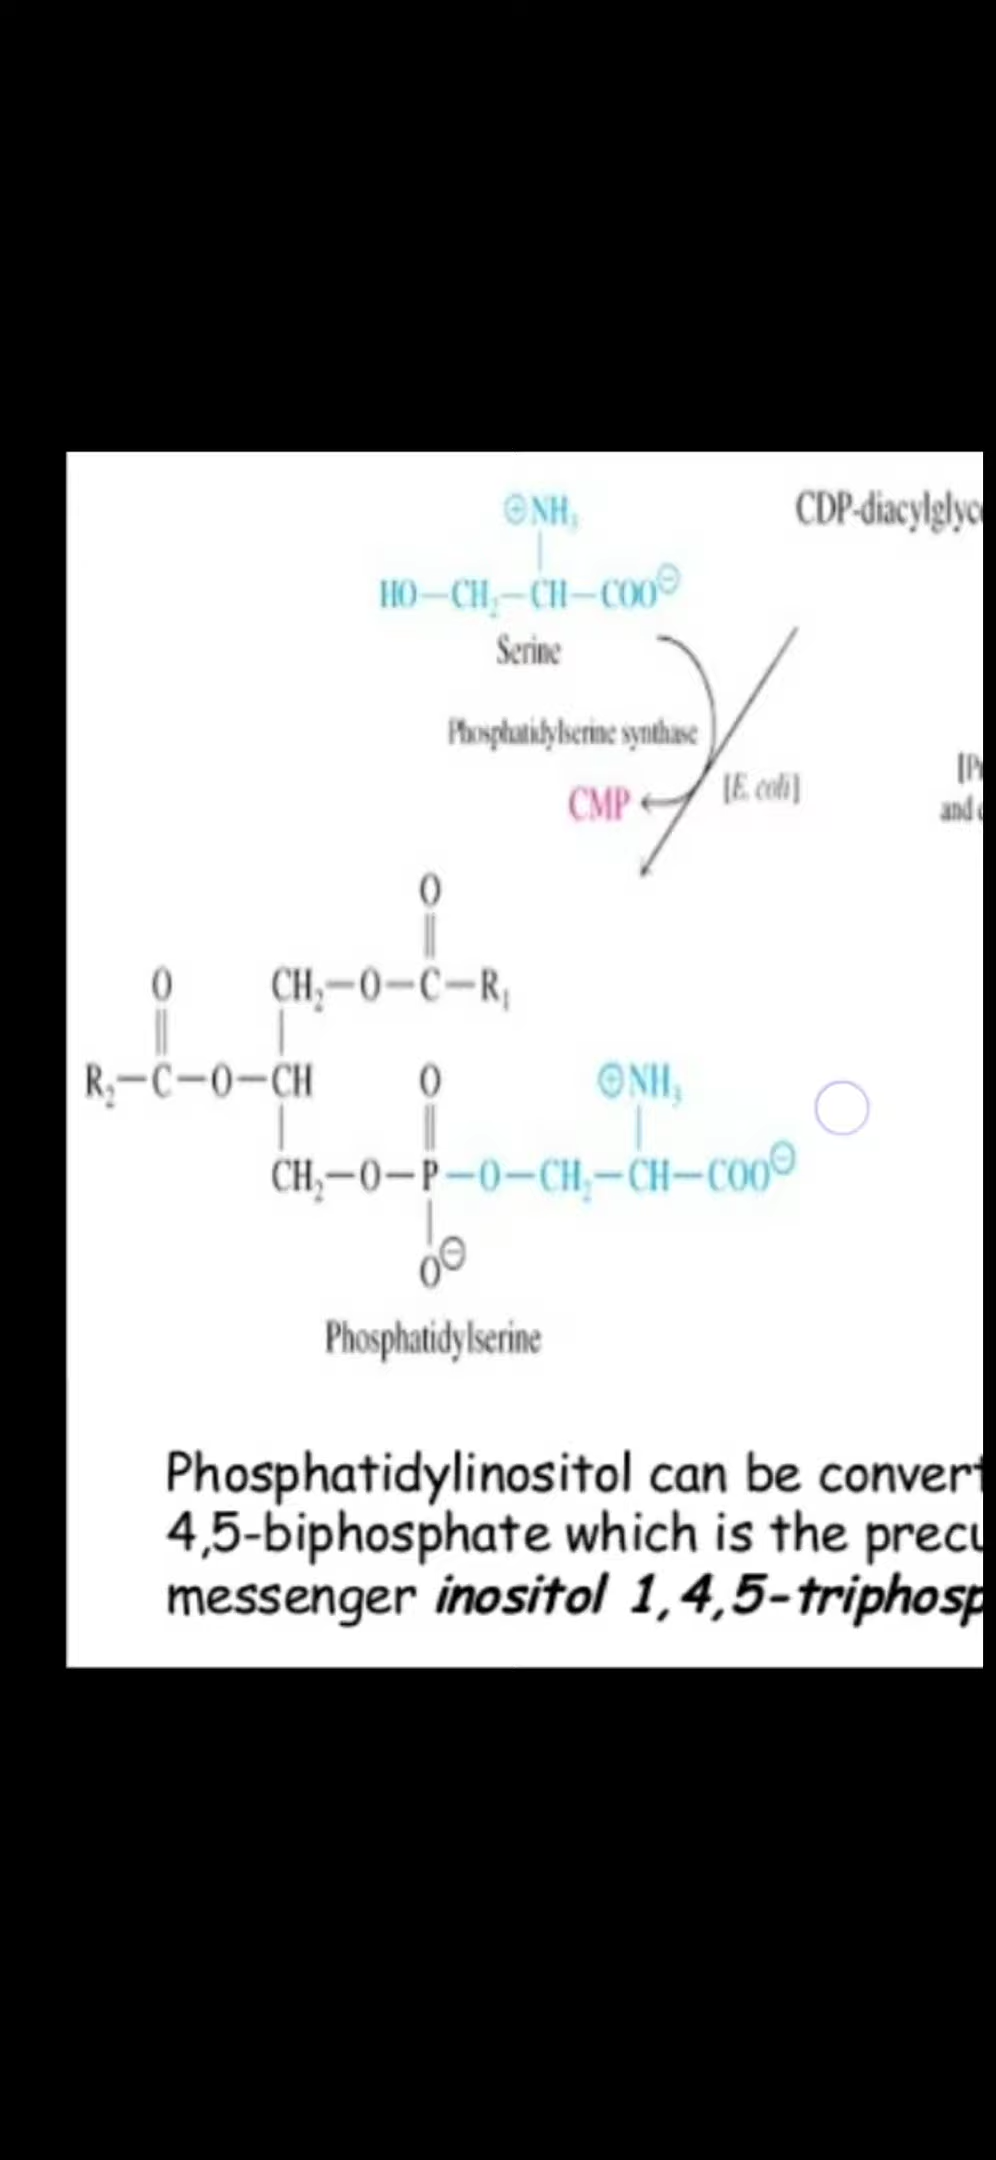 ⊕NH₃
CDP-diacylglyc
HO—CH₂—CH—COO⊖
Serine
Phosphatidylserine synthase
[E. coli]
CMP
and
O
O
CH₂—O—C—R₁
R₂—C—O—CH
O
⊕NH₃
CH₂—O—P—O—CH₂—CH—COO⊖
O⊖
Phosphatidylserine
Phosphatidylinositol can be convert
4,5-biphosphate which is the prec
messenger inositol 1,4,5-triphosp